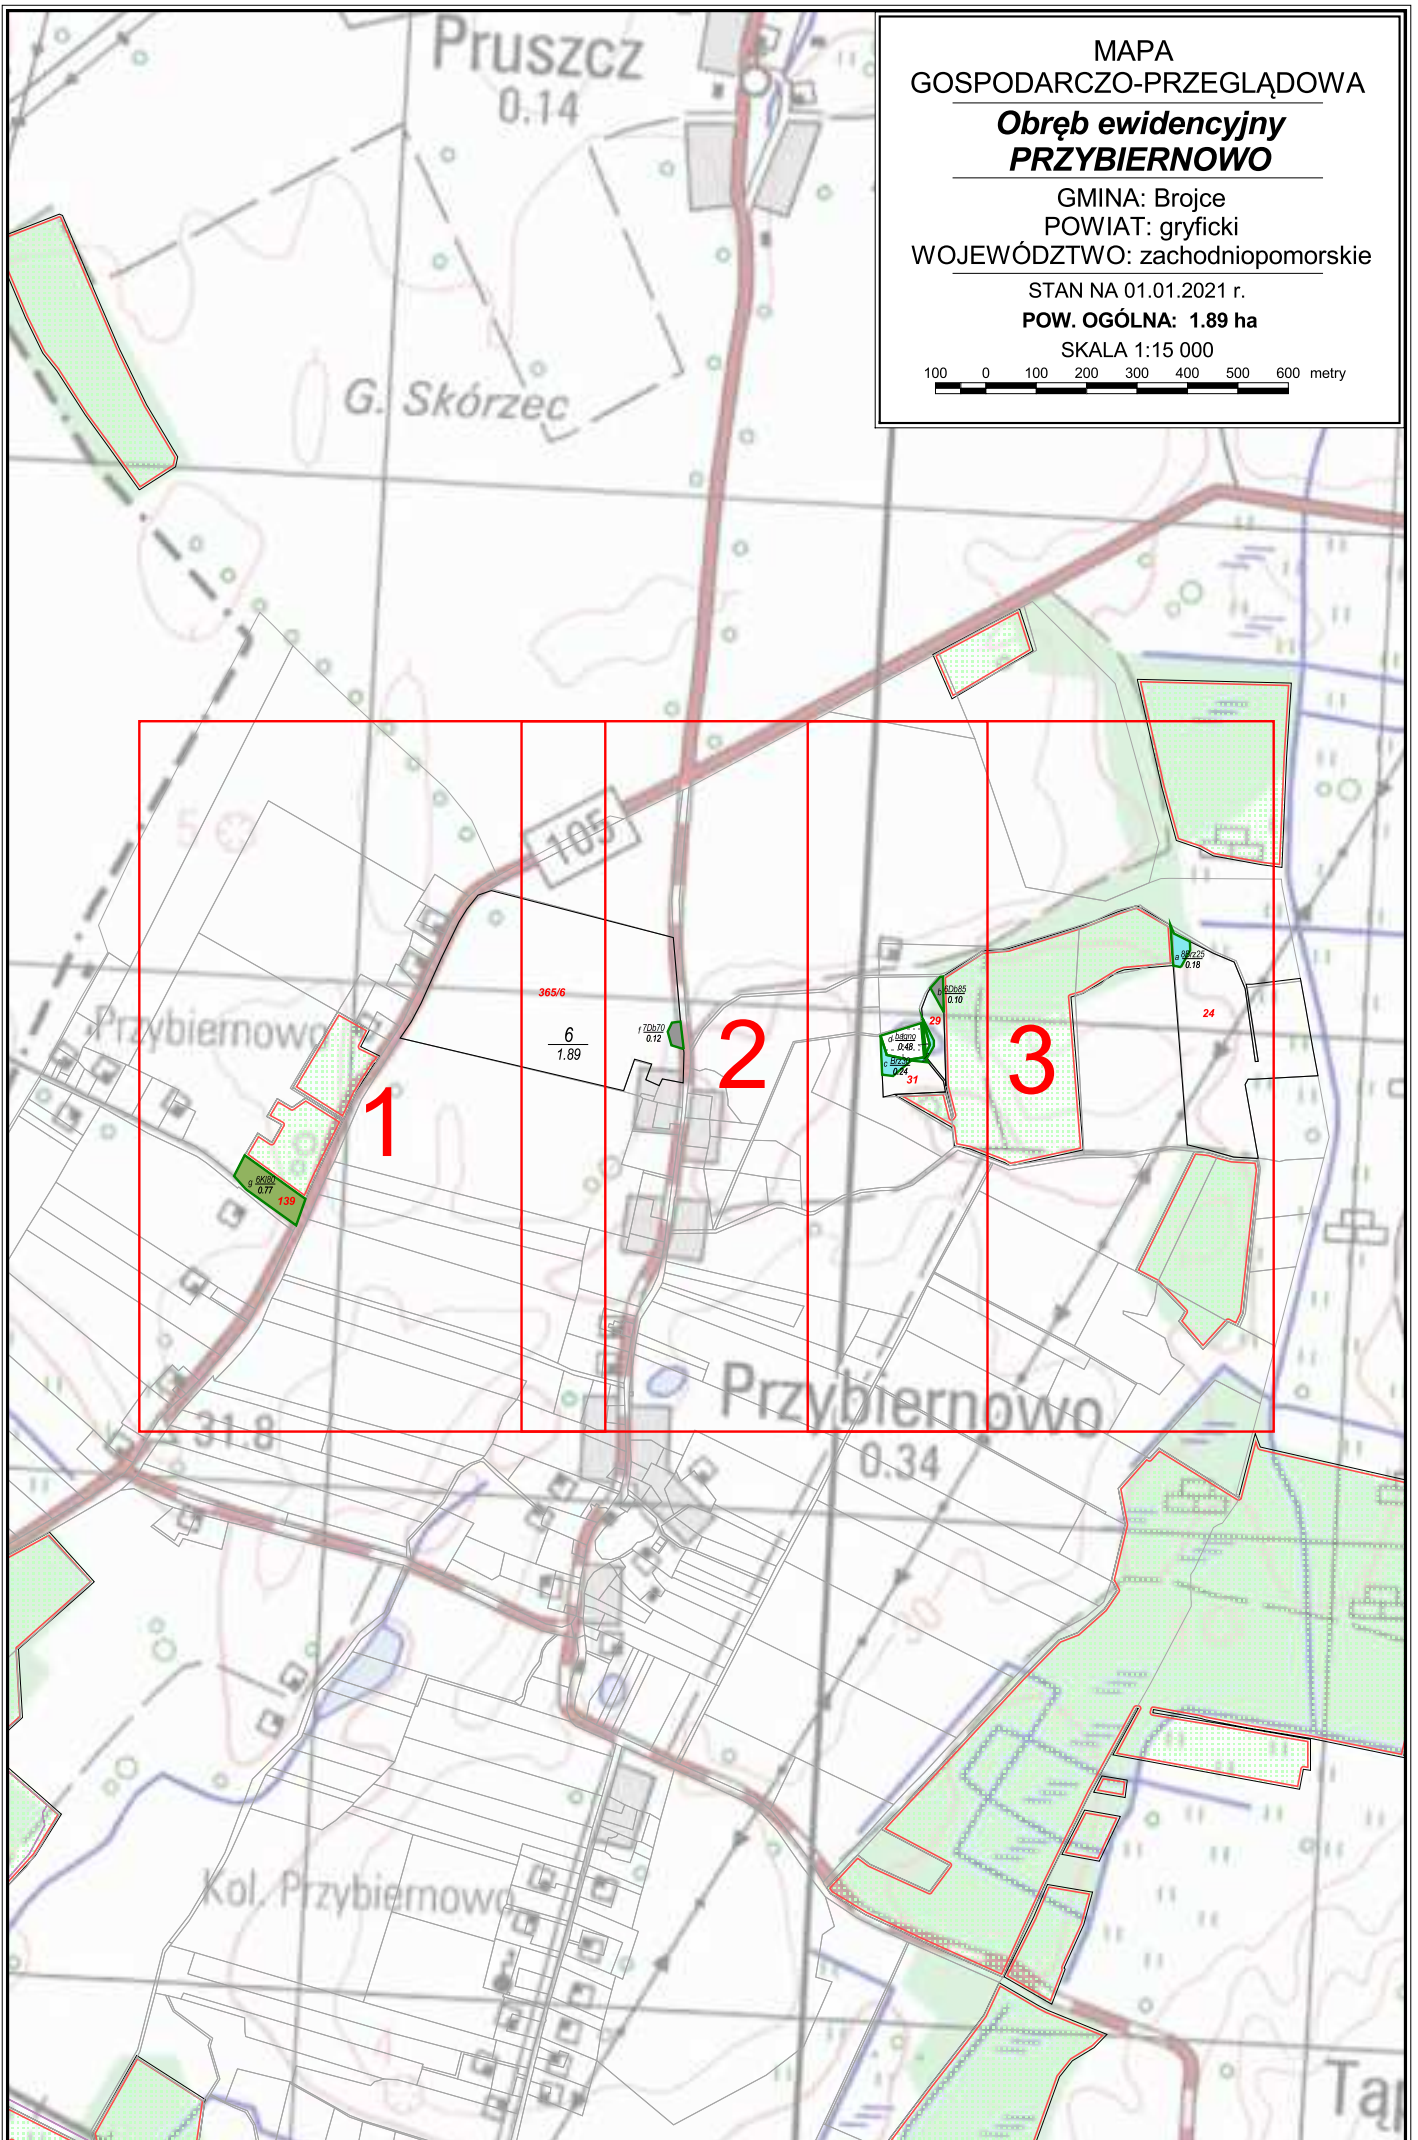 MAPA
GOSPODARCZO-PRZEGLĄDOWA
Obręb ewidencyjny
PRZYBIERNOWO
GMINA: Brojce
POWIAT: gryficki
WOJEWÓDZTWO: zachodniopomorskie
STAN NA 01.01.2021 r.
POW. OGÓLNA: 1.89 ha
SKALA 1:15 000
100 0 100 200 300 400 500 600 metry
Pruszcz
0.14
G. Skórzec
105
Przybiernowo
365/6
6
1.89
f 7Db70
0.12
1
2
3
b 6Db85
0.10
29
d bagno
0.48
c
0.24
31
a 8Brz25
0.18
24
g 6Kl80
0.77
139
31.8
Przybiernowo
0.34
Kol. Przybiernowo
Tąp